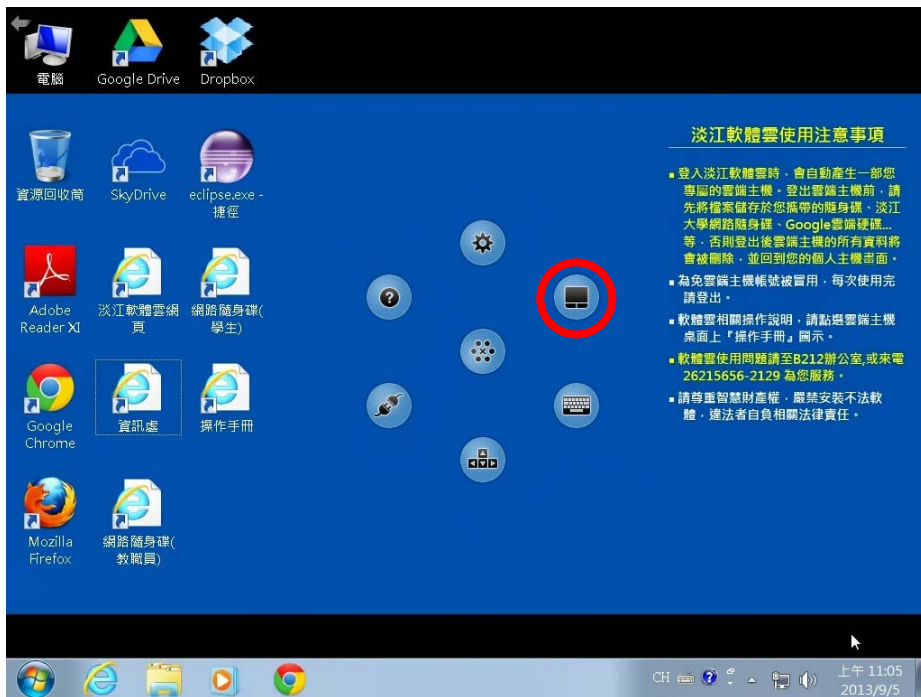 電腦
Google Drive
Dropbox
資源回收筒
SkyDrive
eclipse.exe -
捷徑
Adobe
Reader XI
淡江軟體雲網
頁
網路隨身碟(
學生)
Google
Chrome
資訊處
操作手冊
Mozilla
Firefox
網路隨身碟(
教職員)
淡江軟體雲使用注意事項
▪登入淡江軟體雲時，會自動產生一部您
專屬的雲端主機。登出雲端主機前，請
先將檔案儲存於您攜帶的隨身碟、淡江
大學網路隨身碟、Google雲端硬碟...
等，否則登出後雲端主機的所有資料將
會被刪除，並回到您的個人主機畫面。
▪為免雲端主機帳號被冒用，每次使用完
請登出。
▪軟體雲相關操作說明，請點選雲端主機
桌面上『操作手冊』圖示。
▪軟體雲使用問題請至B212辦公室,或來電
26215656-2129 為您服務。
▪請尊重智慧財產權，嚴禁安裝不法軟
體，違法者自負相關法律責任。
CH
上午 11:05
2013/9/5